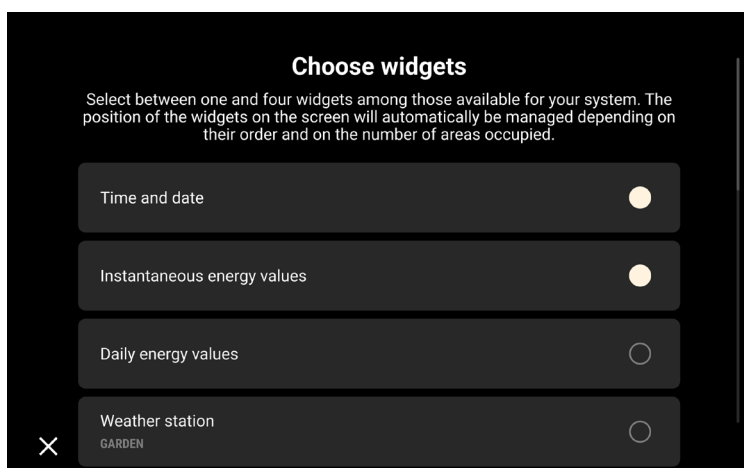 Choose widgets
Select between one and four widgets among those available for your system. The
position of the widgets on the screen will automatically be managed depending on
their order and on the number of areas occupied.
Time and date
Instantaneous energy values
Daily energy values
Weather station
GARDEN